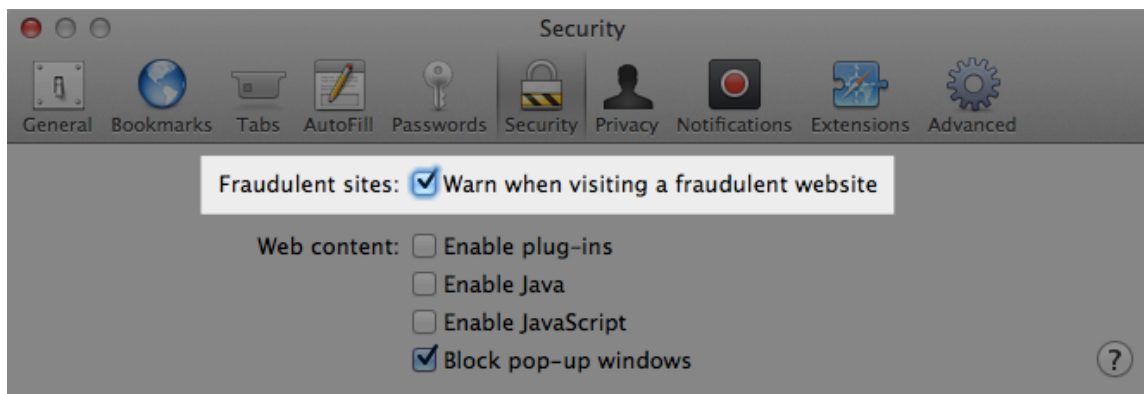 Security
General Bookmarks Tabs AutoFill Passwords Security Privacy Notifications Extensions Advanced
Fraudulent sites: Warn when visiting a fraudulent website
Web content: Enable plug-ins
Enable Java
Enable JavaScript
Block pop-up windows
?